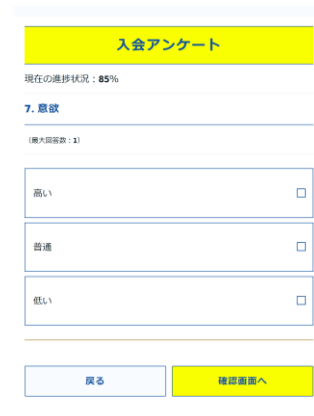 入会アンケート
現在の進捗状況：85%
7. 意欲
（最大回答数：1）
高い
普通
低い
戻る
確認画面へ